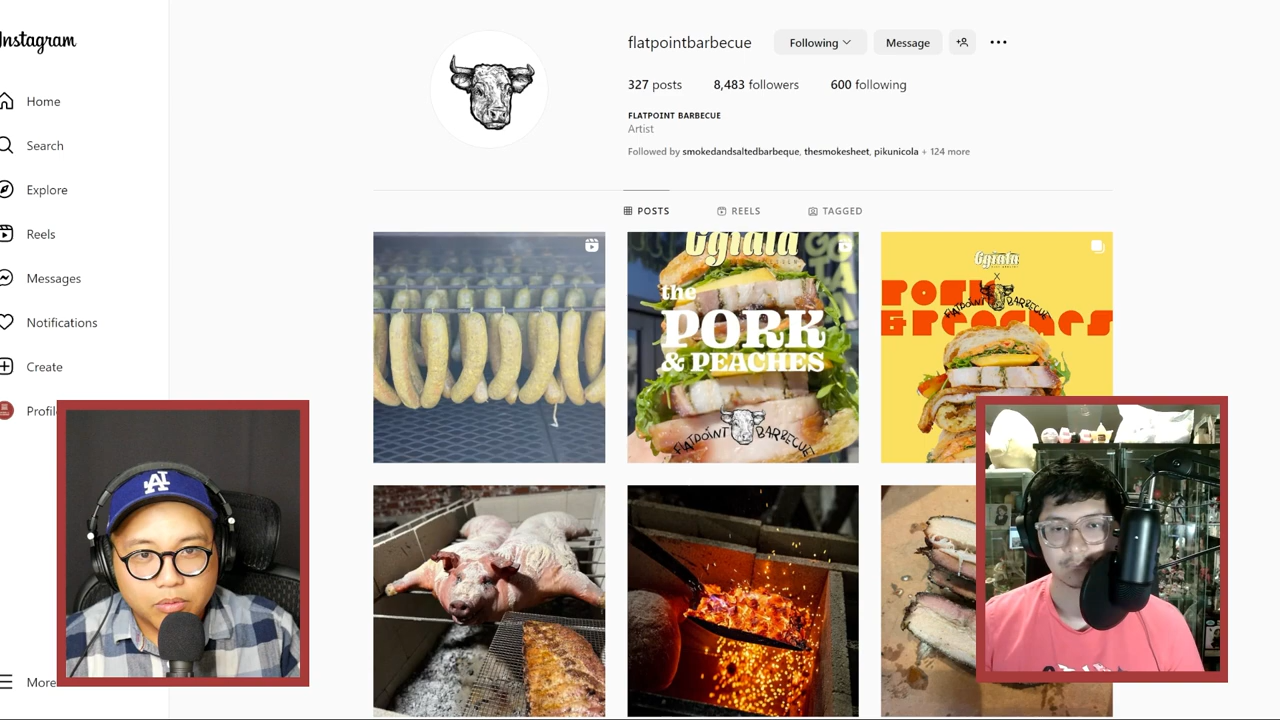 Instagram
Home
Search
Explore
Reels
Messages
Notifications
Create
Profil
More
flatpointbarbecue
Following
Message
327 posts
8,483 followers
600 following
FLATPOINT BARBECUE
Artist
Followed by smokedandsaltedbarbeque, thesmokesheet, pikunicola + 124 more
POSTS
REELS
TAGGED
the
PORK
& PEACHES
FLATPOINT BARBECUE
X
PORK
FLATPOINT BARBECUE
& PEACHES